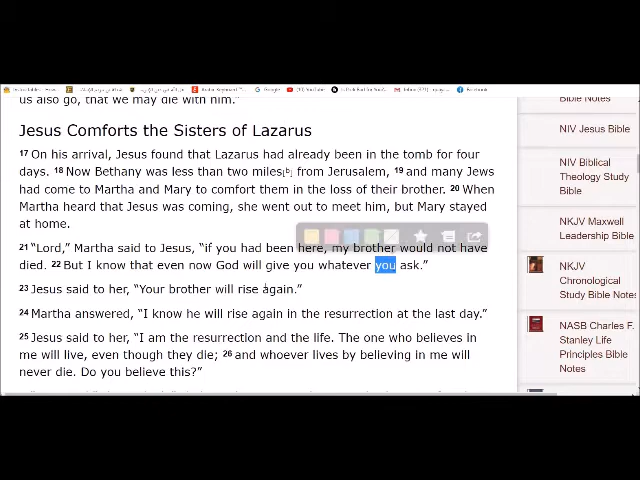 Google
(10) YouTube
Facebook
us also go, that we may die with him.”
Jesus Comforts the Sisters of Lazarus
17 On his arrival, Jesus found that Lazarus had already been in the tomb for four
days. 18 Now Bethany was less than two miles[b] from Jerusalem, 19 and many Jews
had come to Martha and Mary to comfort them in the loss of their brother. 20 When
Martha heard that Jesus was coming, she went out to meet him, but Mary stayed
at home.
21 “Lord,” Martha said to Jesus, “if you had been here, my brother would not have
died. 22 But I know that even now God will give you whatever you ask.”
23 Jesus said to her, “Your brother will rise again.”
24 Martha answered, “I know he will rise again in the resurrection at the last day.”
25 Jesus said to her, “I am the resurrection and the life. The one who believes in
me will live, even though they die; 26 and whoever lives by believing in me will
never die. Do you believe this?”
Bible Notes
NIV Jesus Bible
NIV Biblical
Theology Study
Bible
NKJV Maxwell
Leadership Bible
NKJV
Chronological
Study Bible Notes
NASB Charles F.
Stanley Life
Principles Bible
Notes